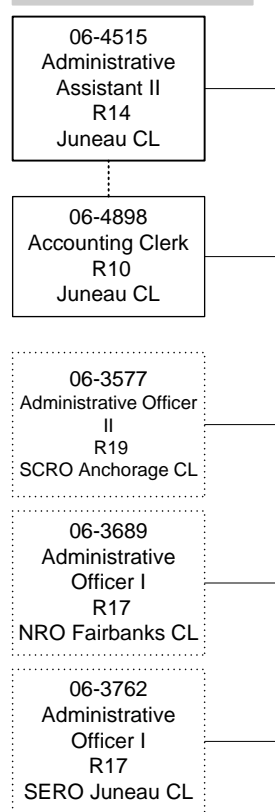 06-4515
Administrative
Assistant II
R14
Juneau CL
06-4898
Accounting Clerk
R10
Juneau CL
06-3577
Administrative Officer
II
R19
SCRO Anchorage CL
06-3689
Administrative
Officer I
R17
NRO Fairbanks CL
06-3762
Administrative
Officer I
R17
SERO Juneau CL